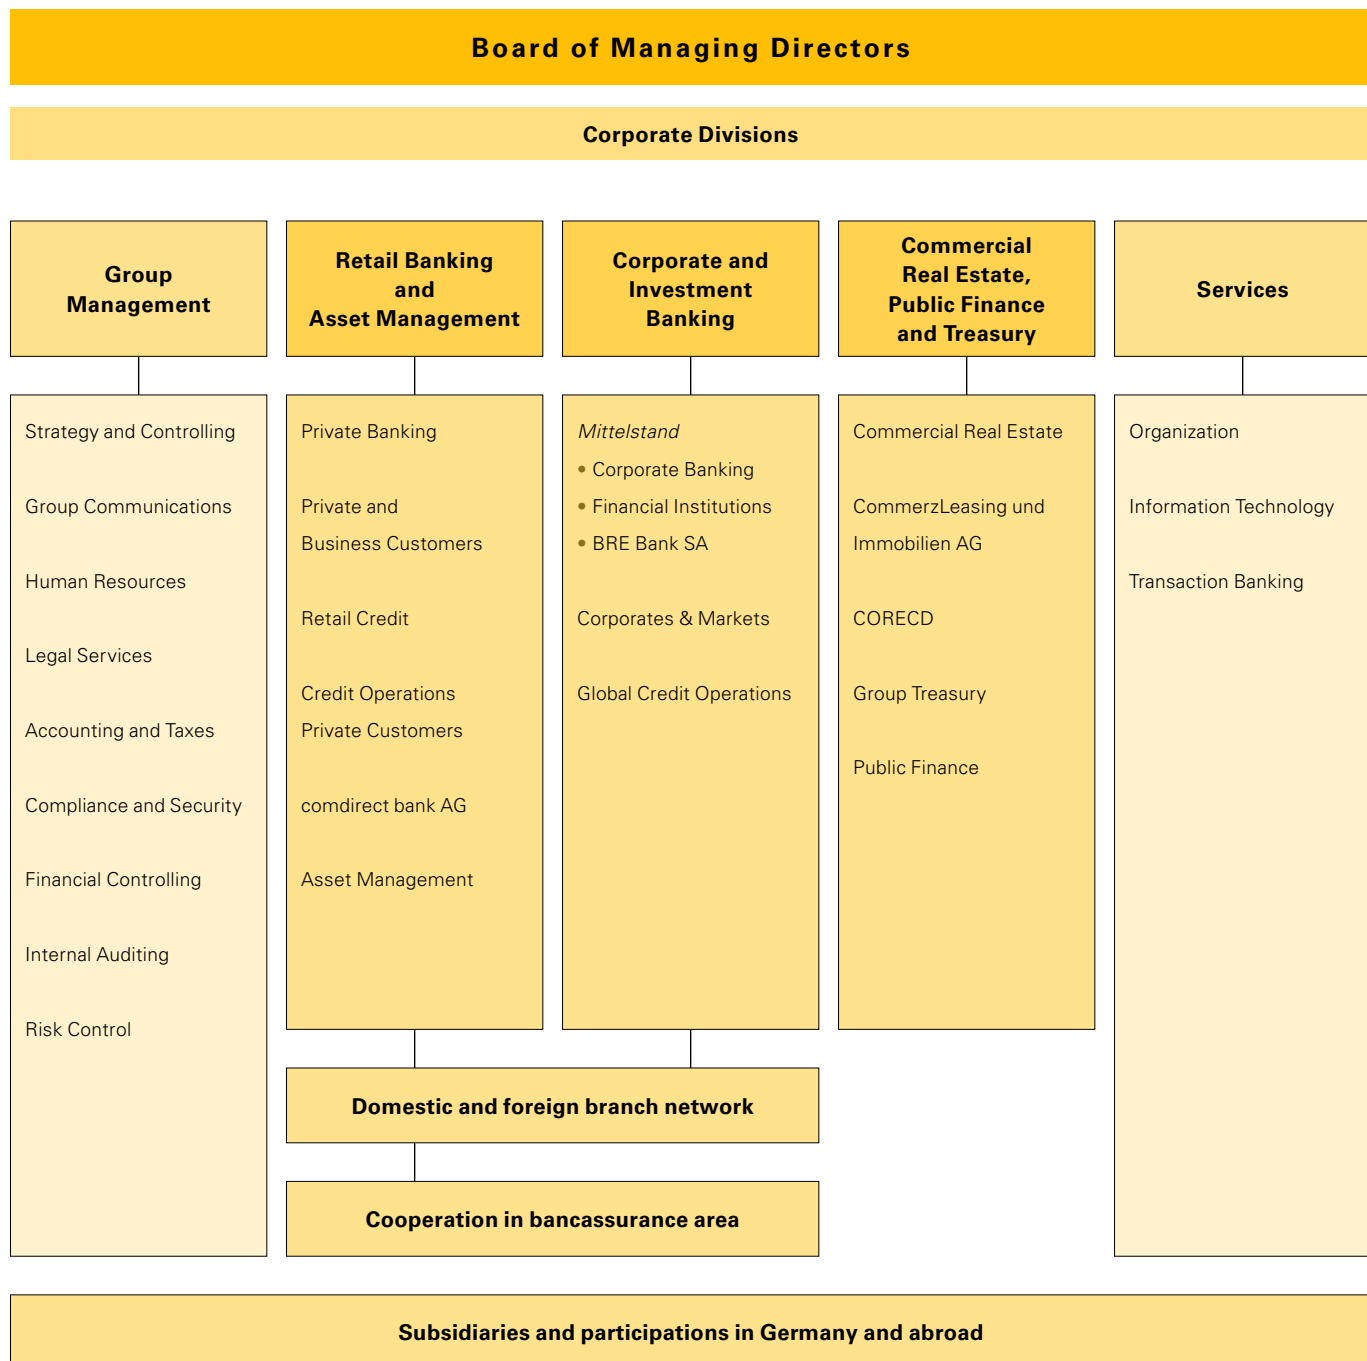 Board of Managing Directors
Corporate Divisions
Group
Management
Retail Banking
and
Asset Management
Corporate and
Investment
Banking
Commercial
Real Estate,
Public Finance
and Treasury
Services
Strategy and Controlling
Group Communications
Human Resources
Legal Services
Accounting and Taxes
Compliance and Security
Financial Controlling
Internal Auditing
Risk Control
Private Banking
Private and
Business Customers
Retail Credit
Credit Operations
Private Customers
comdirect bank AG
Asset Management
Mittelstand
• Corporate Banking
• Financial Institutions
• BRE Bank SA
Corporates & Markets
Global Credit Operations
Commercial Real Estate
CommerzLeasing und
Immobilien AG
CORECD
Group Treasury
Public Finance
Organization
Information Technology
Transaction Banking
Domestic and foreign branch network
Cooperation in bancassurance area
Subsidiaries and participations in Germany and abroad